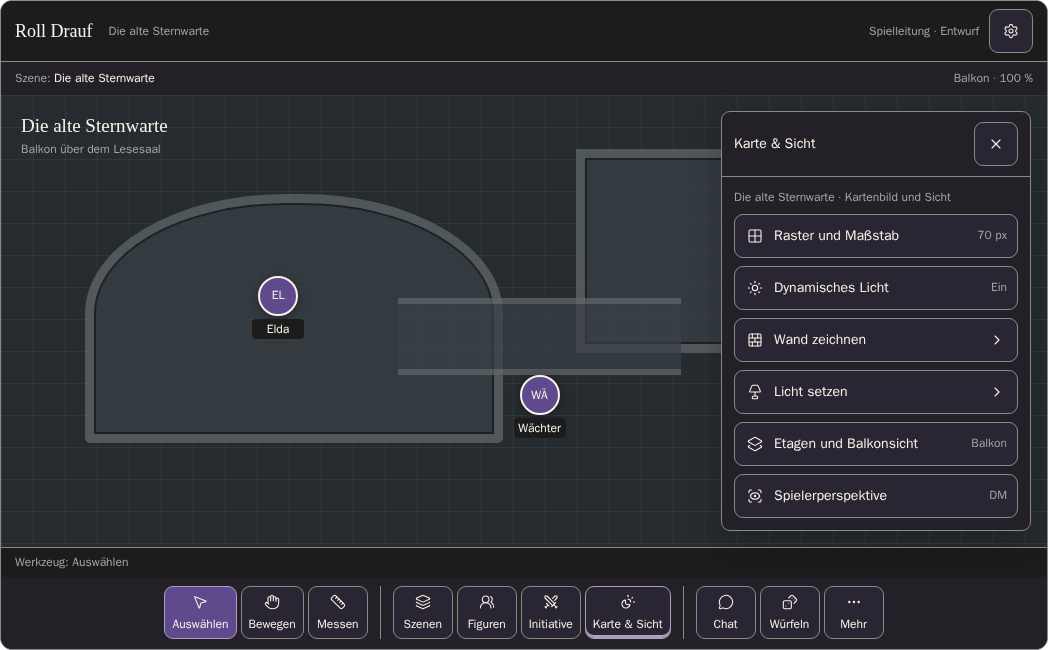 Roll Drauf
Die alte Sternwarte
Spielleitung · Entwurf
Szene: Die alte Sternwarte
Balkon · 100 %
Die alte Sternwarte
Balkon über dem Lesesaal
EL
Elda
WÄ
Wächter
Karte & Sicht
Die alte Sternwarte · Kartenbild und Sicht
Raster und Maßstab 70 px
Dynamisches Licht Ein
Wand zeichnen
Licht setzen
Etagen und Balkonsicht Balkon
Spielerperspektive DM
Werkzeug: Auswählen
Auswählen Bewegen Messen Szenen Figuren Initiative Karte & Sicht Chat Würfeln Mehr